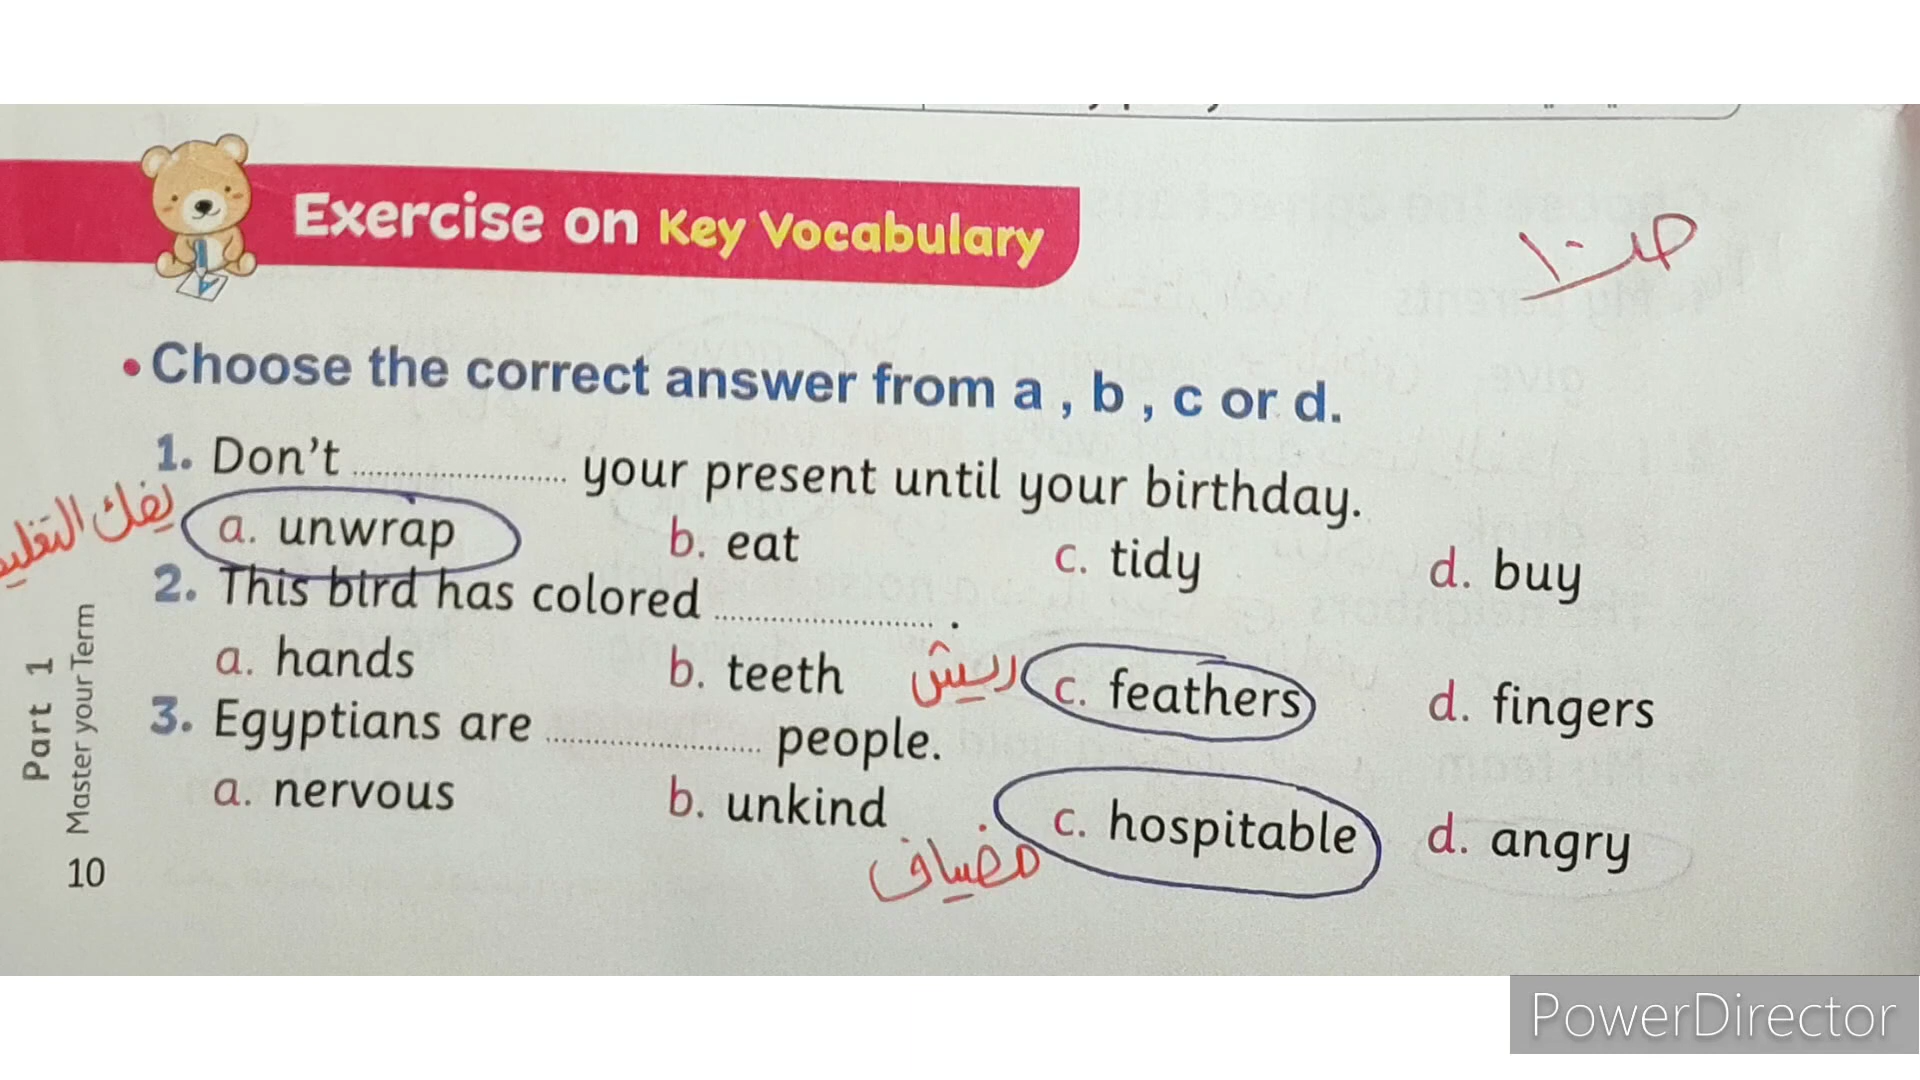 Exercise on Key Vocabulary
ص ١٠
• Choose the correct answer from a , b , c or d.
1. Don't .................... your present until your birthday.
يفك التغليف
a. unwrap b. eat c. tidy d. buy
2. This bird has colored .................... .
a. hands b. teeth ريش c. feathers d. fingers
3. Egyptians are .................... people.
a. nervous b. unkind مضياف c. hospitable d. angry
Part 1
Master your Term
10
PowerDirector